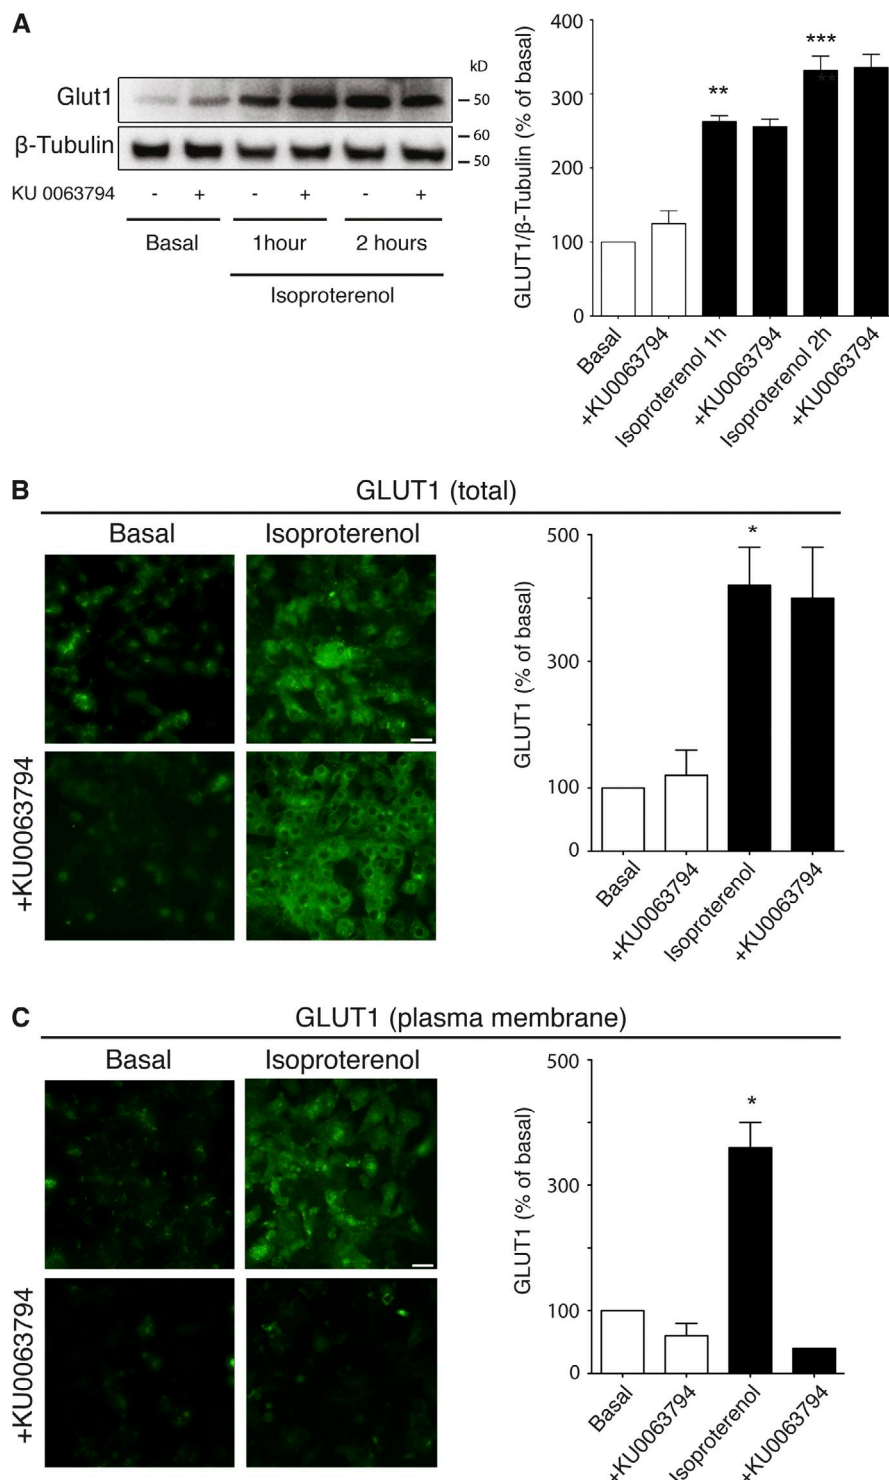 A
kD
Glut1
50
β-Tubulin
60
50
KU 0063794 - + - + - +
Basal 1hour 2 hours
Isoproterenol
GLUT1/β-Tubulin (% of basal)
400
300
200
100
0
**
***
**
Basal
+KU0063794
Isoproterenol 1h
+KU0063794
Isoproterenol 2h
+KU0063794
B
GLUT1 (total)
Basal Isoproterenol
+KU0063794
GLUT1 (% of basal)
500
300
100
0
*
Basal
+KU0063794
Isoproterenol
+KU0063794
C
GLUT1 (plasma membrane)
Basal Isoproterenol
+KU0063794
GLUT1 (% of basal)
500
300
100
0
*
Basal
+KU0063794
Isoproterenol
+KU0063794